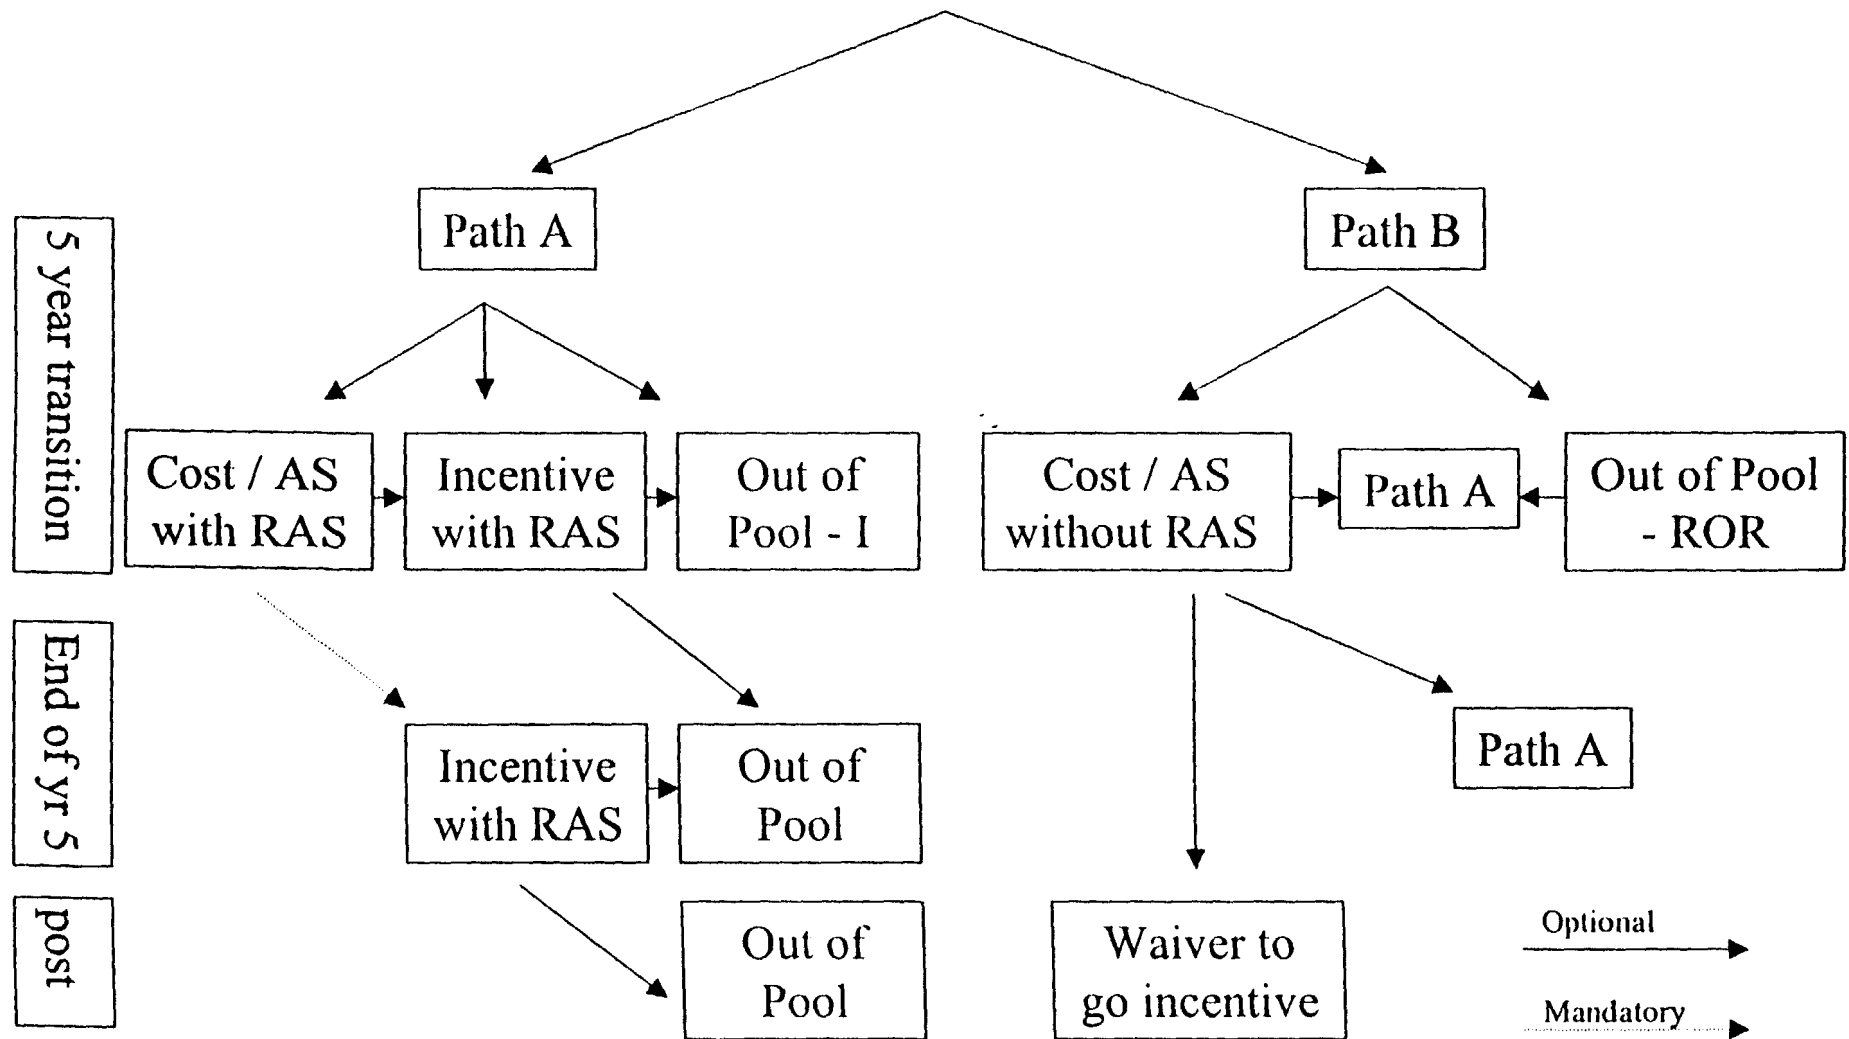 Path A
Path B
5 year transition
Cost / AS
with RAS
Incentive
with RAS
Out of
Pool - I
Cost / AS
without RAS
Path A
Out of Pool
- ROR
End of yr 5
Incentive
with RAS
Out of
Pool
Path A
post
Out of
Pool
Waiver to
go incentive
Optional
Mandatory